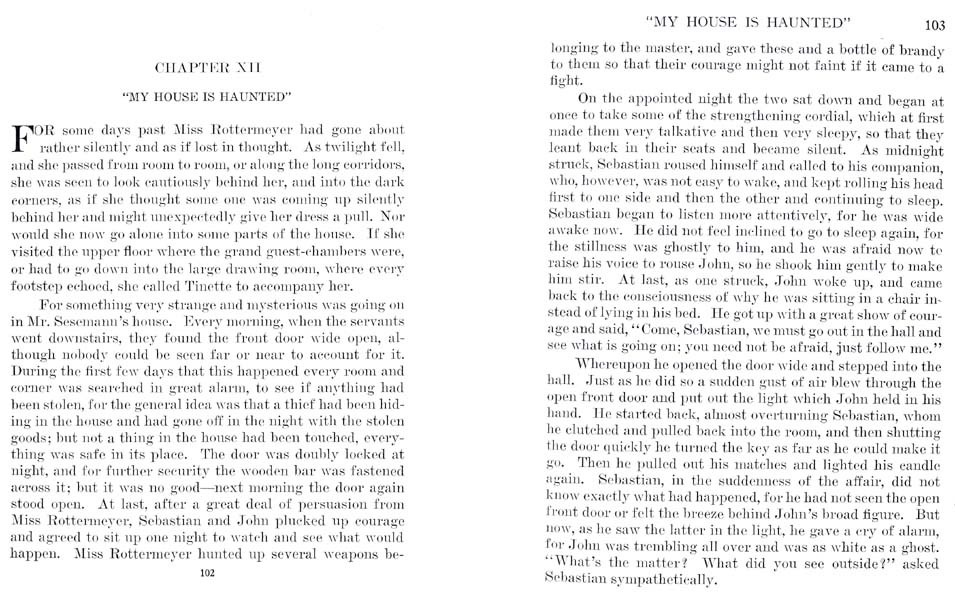 CHAPTER XII
"MY HOUSE IS HAUNTED"
FOR some days past Miss Rottermeyer had gone about
rather silently and as if lost in thought. As twilight fell,
and she passed from room to room, or along the long corridors,
she was seen to look cautiously behind her, and into the dark
corners, as if she thought some one was coming up silently
behind her and might unexpectedly give her dress a pull. Nor
would she now go alone into some parts of the house. If she
visited the upper floor where the grand guest-chambers were,
or had to go down into the large drawing room, where every
footstep echoed, she called Tinette to accompany her.
For something very strange and mysterious was going on
in Mr. Sesemann's house. Every morning, when the servants
went downstairs, they found the front door wide open, al-
though nobody could be seen far or near to account for it.
During the first few days that this happened every room and
corner was searched in great alarm, to see if anything had
been stolen, for the general idea was that a thief had been hid-
ing in the house and had gone off in the night with the stolen
goods; but not a thing in the house had been touched, every-
thing was safe in its place. The door was doubly locked at
night, and for further security the wooden bar was fastened
across it; but it was no good—next morning the door again
stood open. At last, after a great deal of persuasion from
Miss Rottermeyer, Sebastian and John plucked up courage
and agreed to sit up one night to watch and see what would
happen. Miss Rottermeyer hunted up several weapons be-
102
"MY HOUSE IS HAUNTED" 103
longing to the master, and gave these and a bottle of brandy
to them so that their courage might not faint if it came to a
fight.
On the appointed night the two sat down and began at
once to take some of the strengthening cordial, which at first
made them very talkative and then very sleepy, so that they
leant back in their seats and became silent. As midnight
struck, Sebastian roused himself and called to his companion,
who, however, was not easy to wake, and kept rolling his head
first to one side and then the other and continuing to sleep.
Sebastian began to listen more attentively, for he was wide
awake now. He did not feel inclined to go to sleep again, for
the stillness was ghostly to him, and he was afraid now to
raise his voice to rouse John, so he shook him gently to make
him stir. At last, as one struck, John woke up, and came
back to the consciousness of why he was sitting in a chair in-
stead of lying in his bed. He got up with a great show of cour-
age and said, "Come, Sebastian, we must go out in the hall and
see what is going on; you need not be afraid, just follow me."
Whereupon he opened the door wide and stepped into the
hall. Just as he did so a sudden gust of air blew through the
open front door and put out the light which John held in his
hand. He started back, almost overturning Sebastian, whom
he clutched and pulled back into the room, and then shutting
the door quickly he turned the key as far as he could make it
go. Then he pulled out his matches and lighted his candle
again. Sebastian, in the suddenness of the affair, did not
know exactly what had happened, for he had not seen the open
front door or felt the breeze behind John's broad figure. But
now, as he saw the latter in the light, he gave a cry of alarm,
for John was trembling all over and was as white as a ghost.
"What's the matter? What did you see outside?" asked
Sebastian sympathetically.